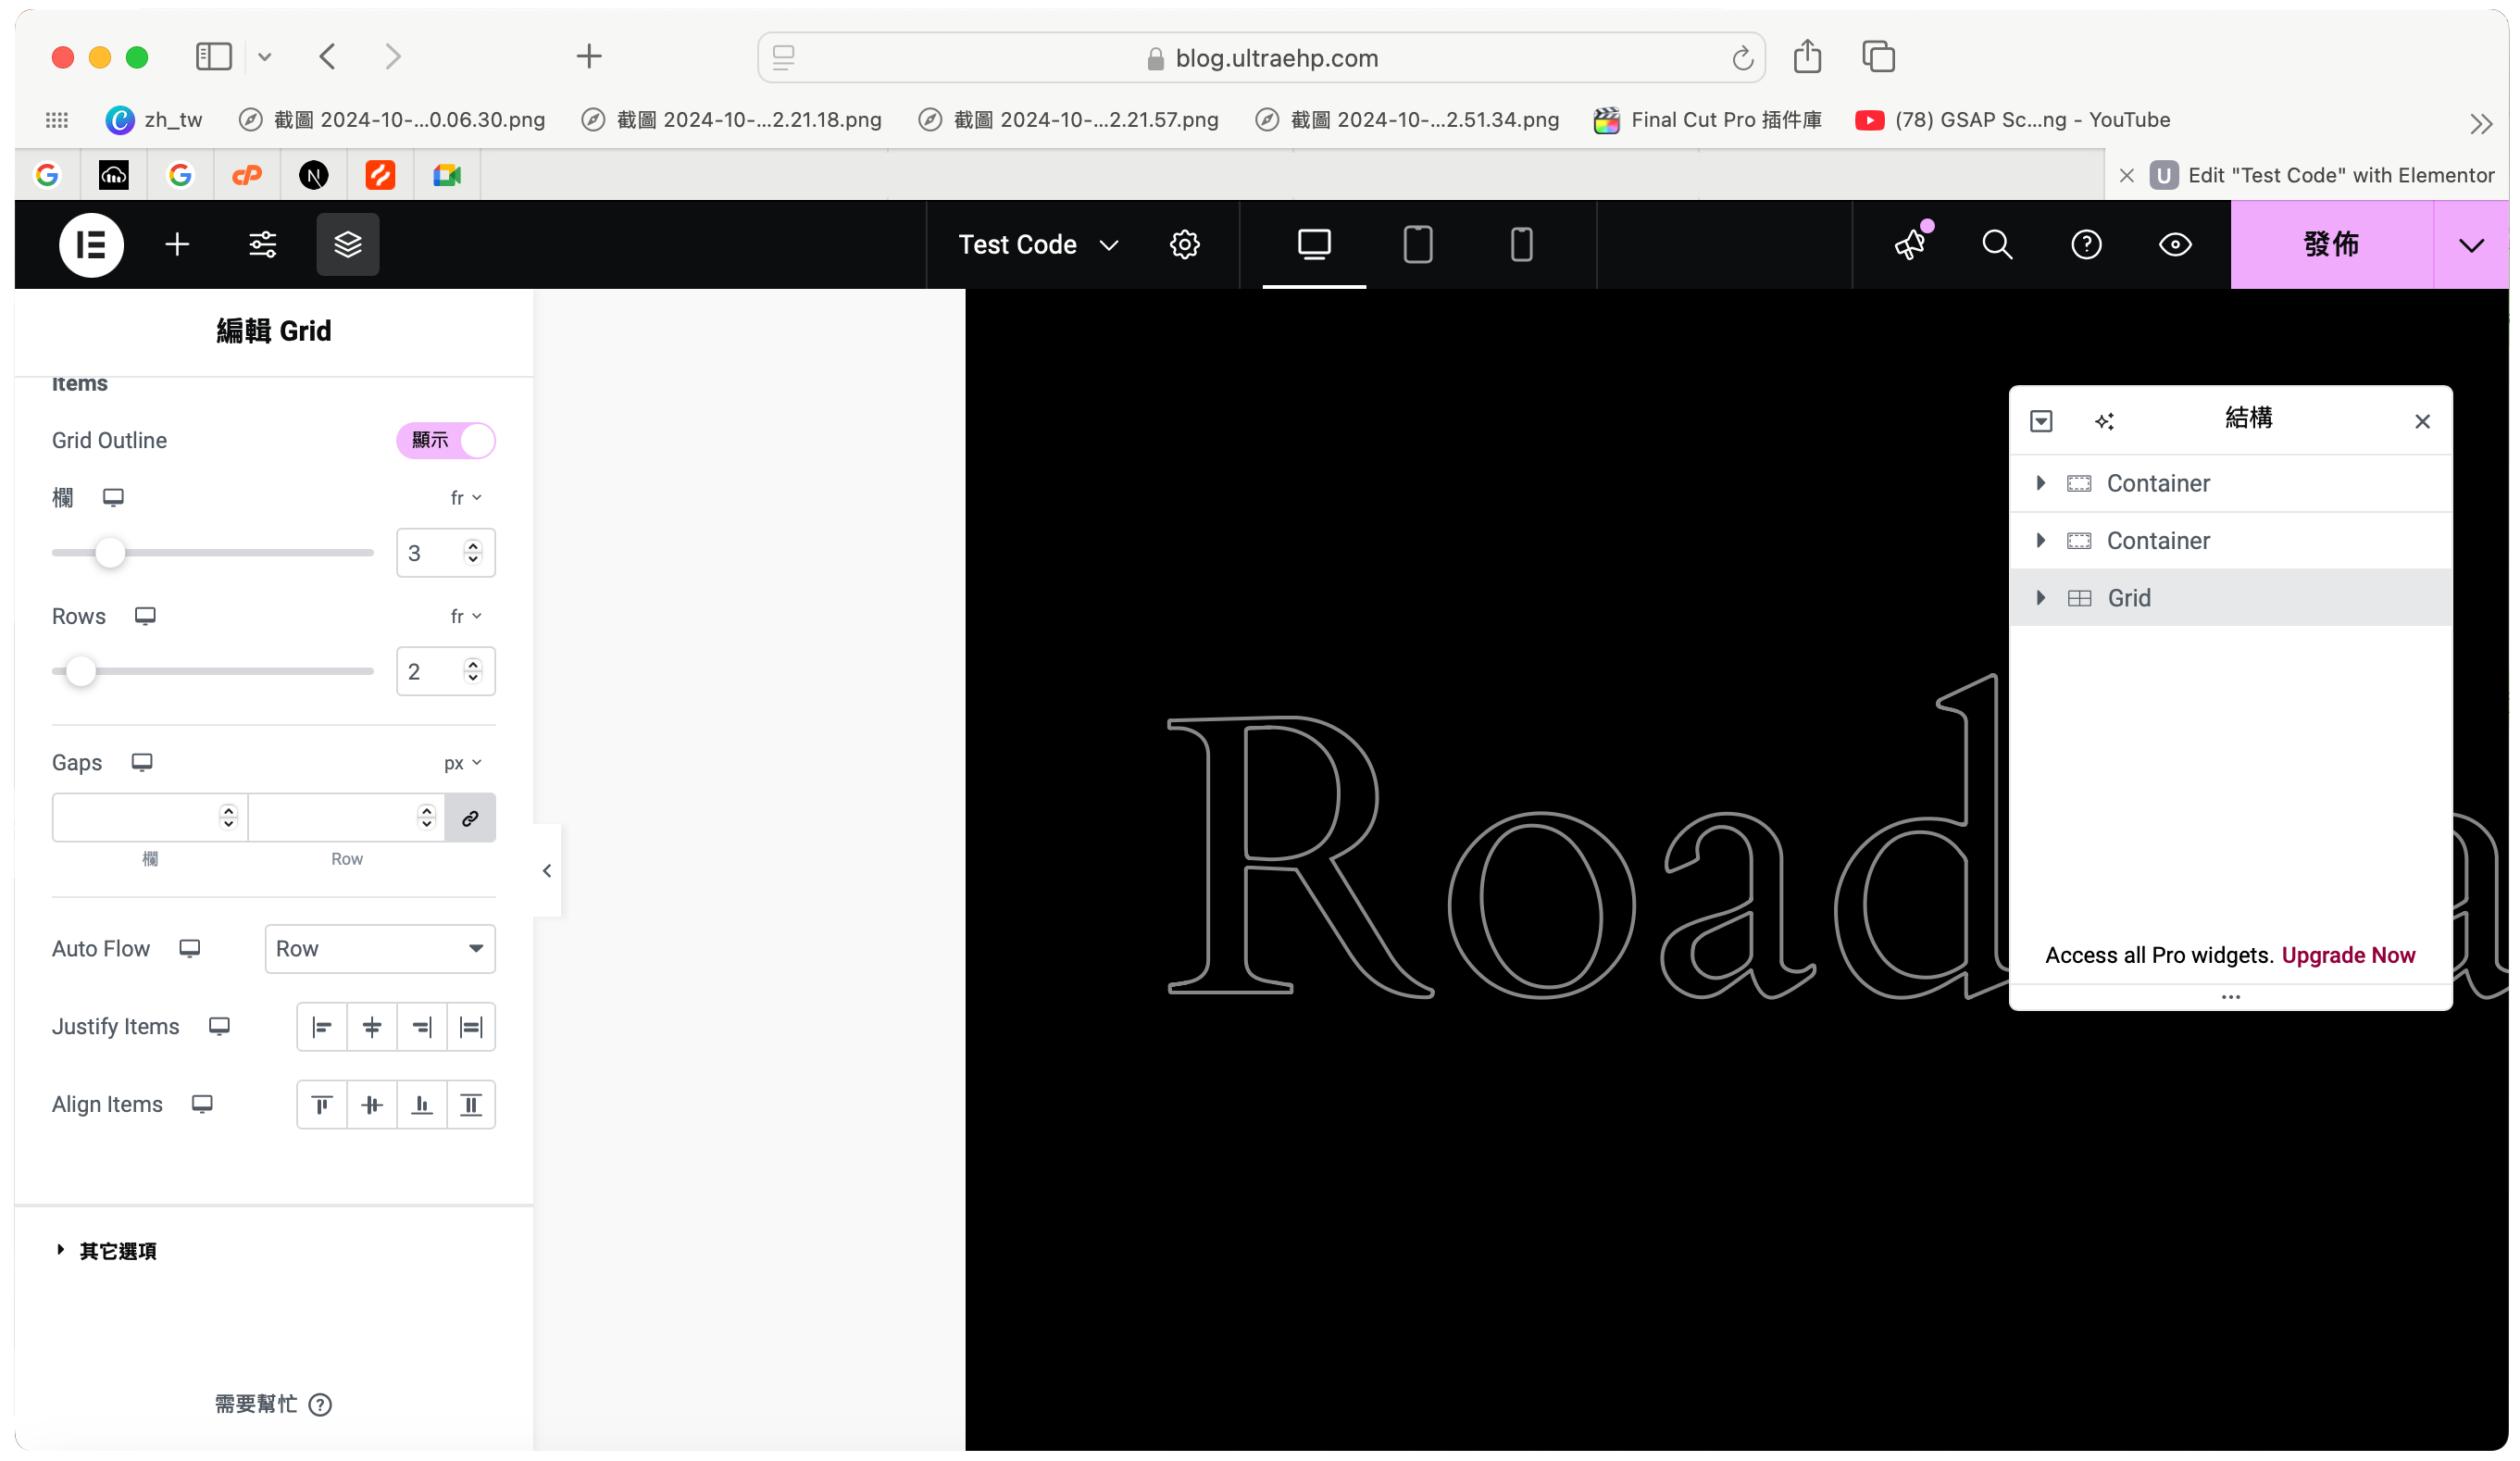 blog.ultraehp.com
zh_tw
截圖 2024-10-...0.06.30.png
截圖 2024-10-...2.21.18.png
截圖 2024-10-...2.21.57.png
截圖 2024-10-...2.51.34.png
Final Cut Pro 插件庫
(78) GSAP Sc...ng - YouTube
Edit "Test Code" with Elementor
Test Code
發佈
編輯 Grid
Items
Grid Outline
顯示
欄
fr
3
Rows
fr
2
Gaps
px
欄
Row
Auto Flow
Row
Justify Items
Align Items
其它選項
需要幫忙
結構
Container
Container
Grid
Access all Pro widgets. Upgrade Now
Road
a